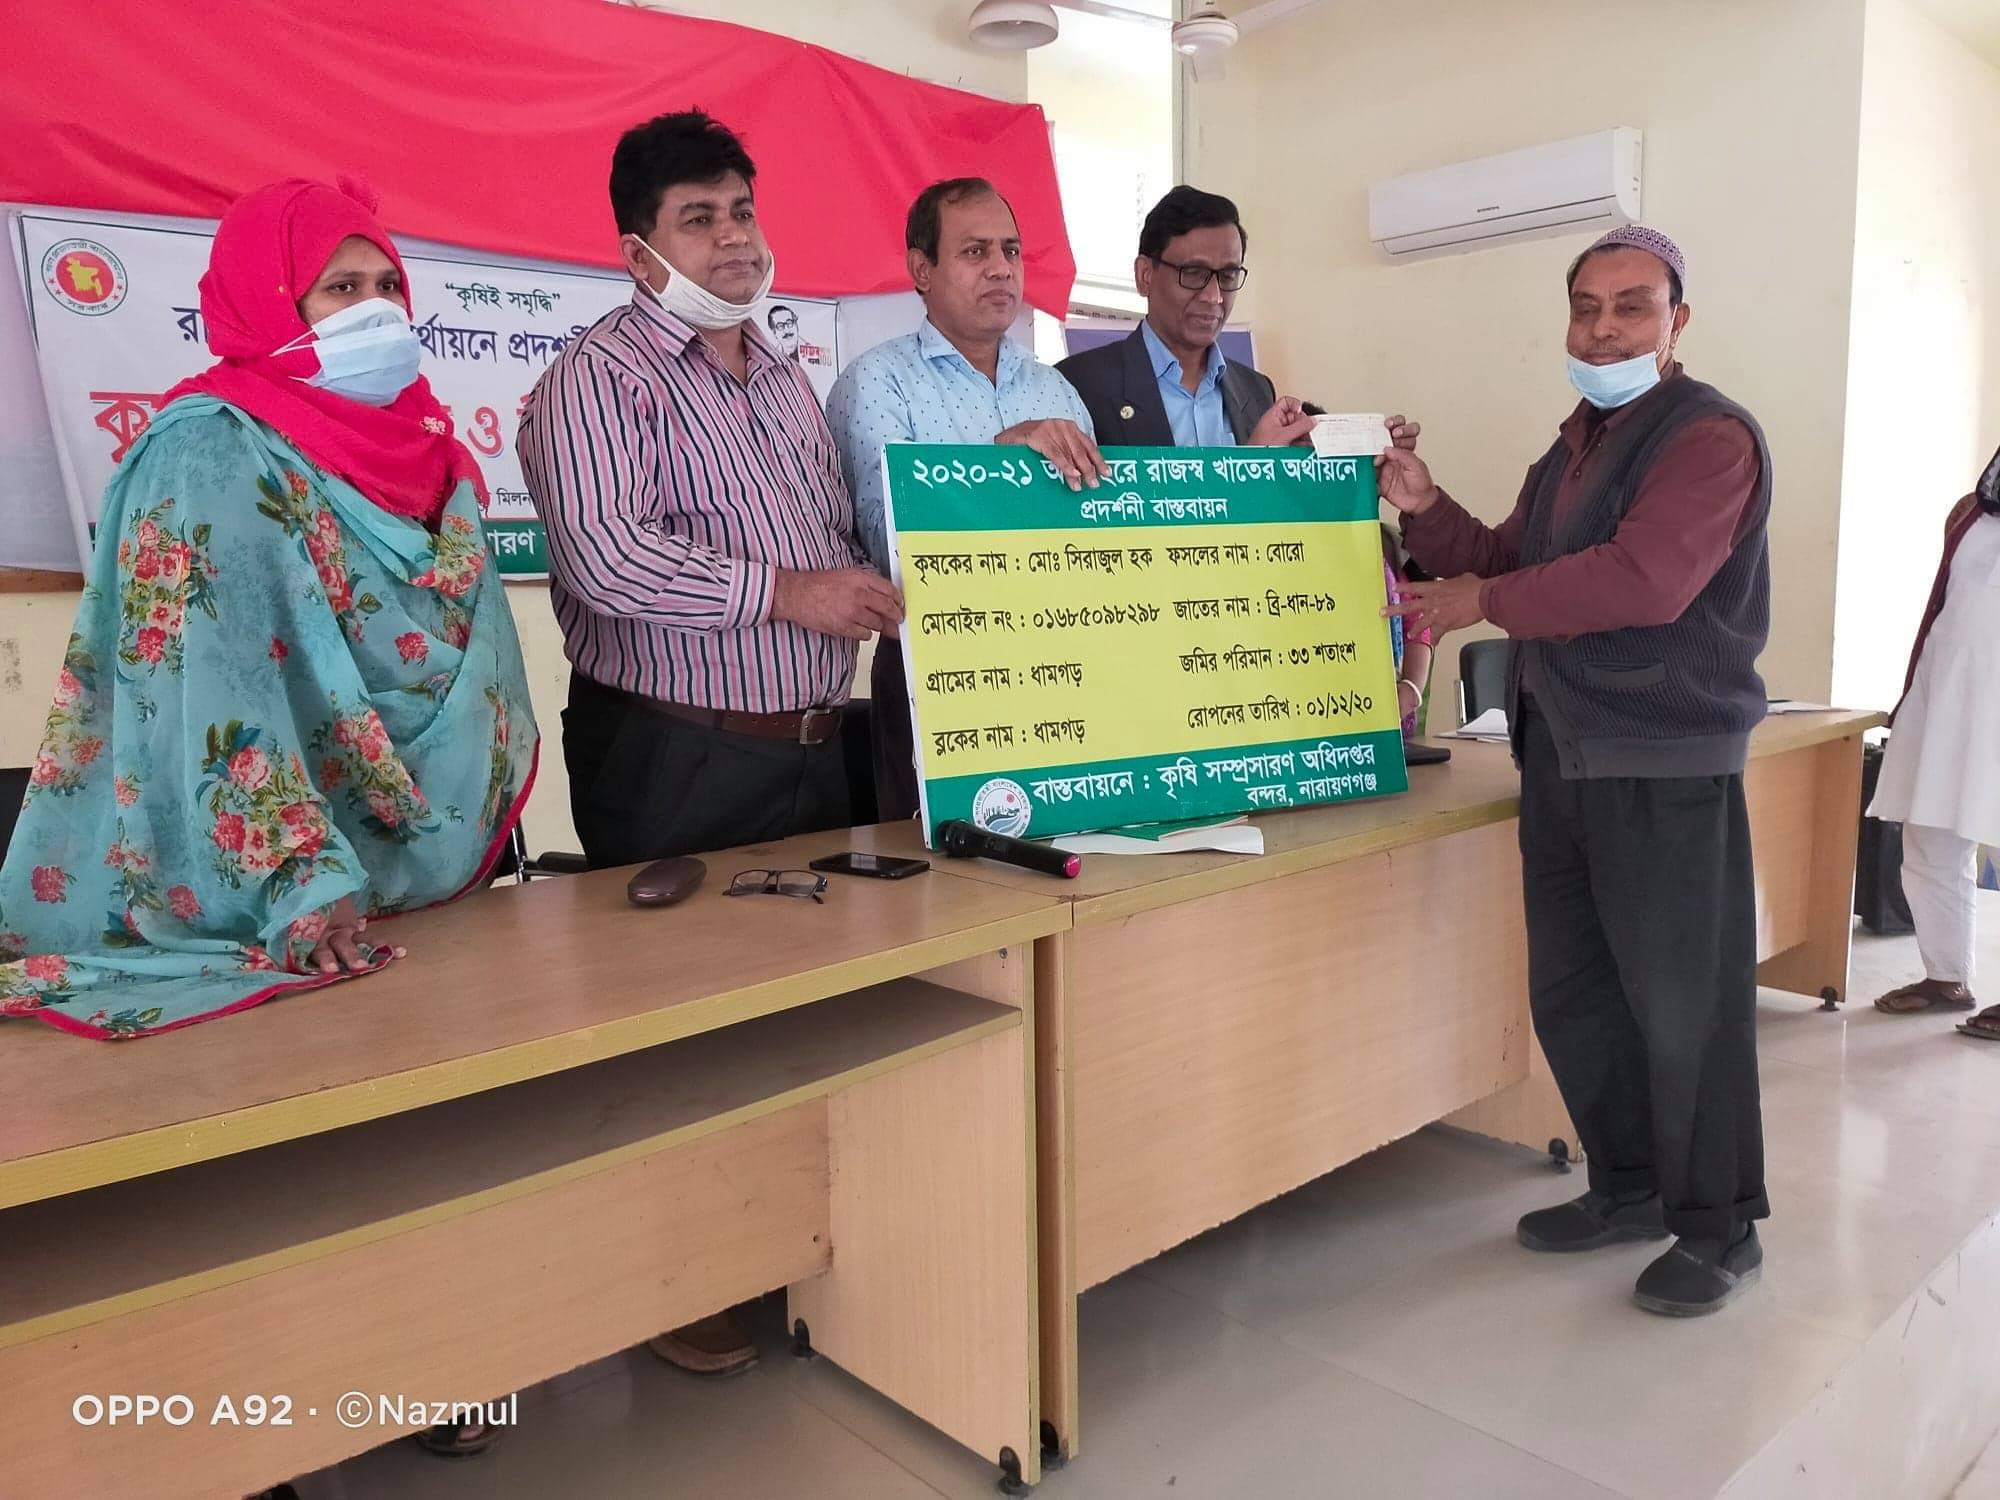 "কৃষিই সমৃদ্ধি"
র্থায়নে প্রদর্শ
ও
মিলন
২০২০-২১ রে রাজস্ব খাতের অর্থায়নে
প্রদর্শনী বাস্তবায়ন
কৃষকের নাম : মোঃ সিরাজুল হক ফসলের নাম : বোরো
মোবাইল নং : ০১৬৮৫০৯৮২৯৮ জাতের নাম : ব্রি-ধান-৮৯
গ্রামের নাম : ধামগড় জমির পরিমান : ৩৩ শতাংশ
ব্লকের নাম : ধামগড় রোপনের তারিখ : ০১/১২/২০
বাস্তবায়নে : কৃষি সম্প্রসারণ অধিদপ্তর
বন্দর, নারায়ণগঞ্জ
OPPO A92 · ©Nazmul